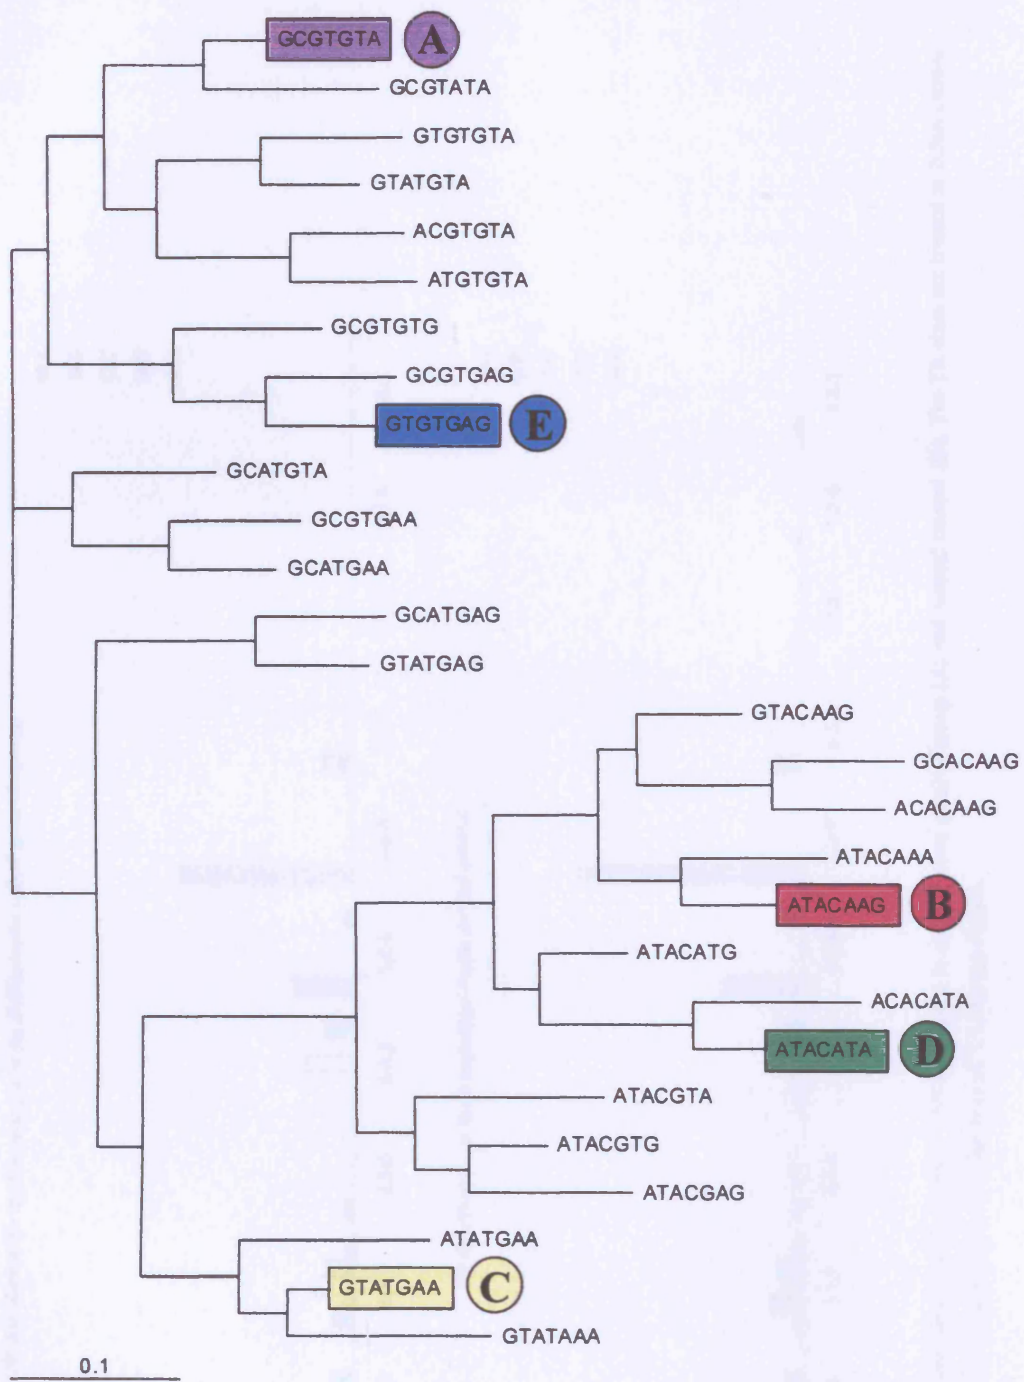 GCGTGTA A
GCGTATA
GTGTGTA
GTATGTA
ACGTGTA
ATGTGTA
GCGTGTG
GCGTGAG
GTGTGAG E
GCATGTA
GCGTGAA
GCATGAA
GCATGAG
GTATGAG
GTACAAG
GCACAAG
ACACAAG
ATACAAA
ATACAAG B
ATACATG
ACACATA
ATACATA D
ATACGTA
ATACGTG
ATACGAG
ATATGAA
GTATGAA C
GTATAAA
0.1